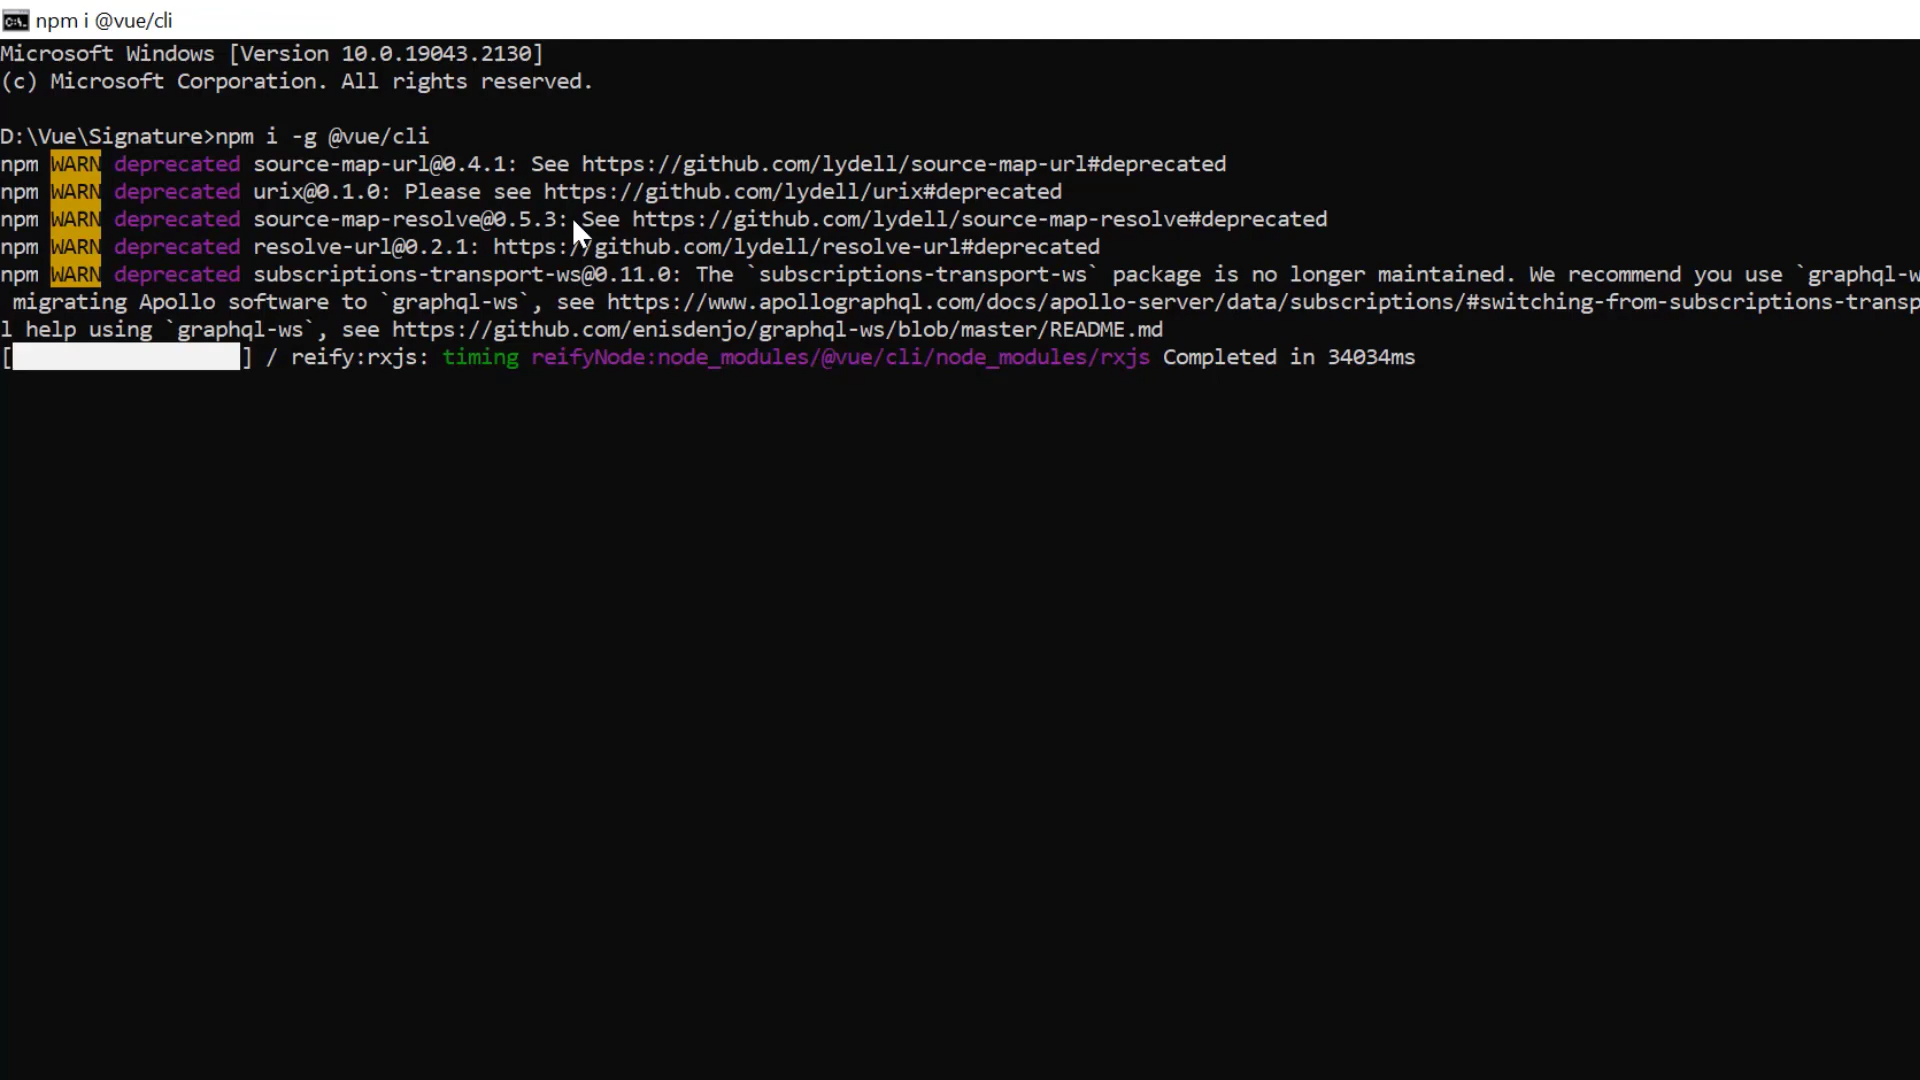 npm i @vue/cli
Microsoft Windows [Version 10.0.19043.2130]
(c) Microsoft Corporation. All rights reserved.
D:\Vue\Signature>npm i -g @vue/cli
npm WARN deprecated source-map-url@0.4.1: See https://github.com/lydell/source-map-url#deprecated
npm WARN deprecated urix@0.1.0: Please see https://github.com/lydell/urix#deprecated
npm WARN deprecated source-map-resolve@0.5.3: See https://github.com/lydell/source-map-resolve#deprecated
npm WARN deprecated resolve-url@0.2.1: https://github.com/lydell/resolve-url#deprecated
npm WARN deprecated subscriptions-transport-ws@0.11.0: The `subscriptions-transport-ws` package is no longer maintained. We recommend you use `graphql-w
migrating Apollo software to `graphql-ws`, see https://www.apollographql.com/docs/apollo-server/data/subscriptions/#switching-from-subscriptions-transp
l help using `graphql-ws`, see https://github.com/enisdenjo/graphql-ws/blob/master/README.md
[                  ] / reify:rxjs: timing reifyNode:node_modules/@vue/cli/node_modules/rxjs Completed in 34034ms